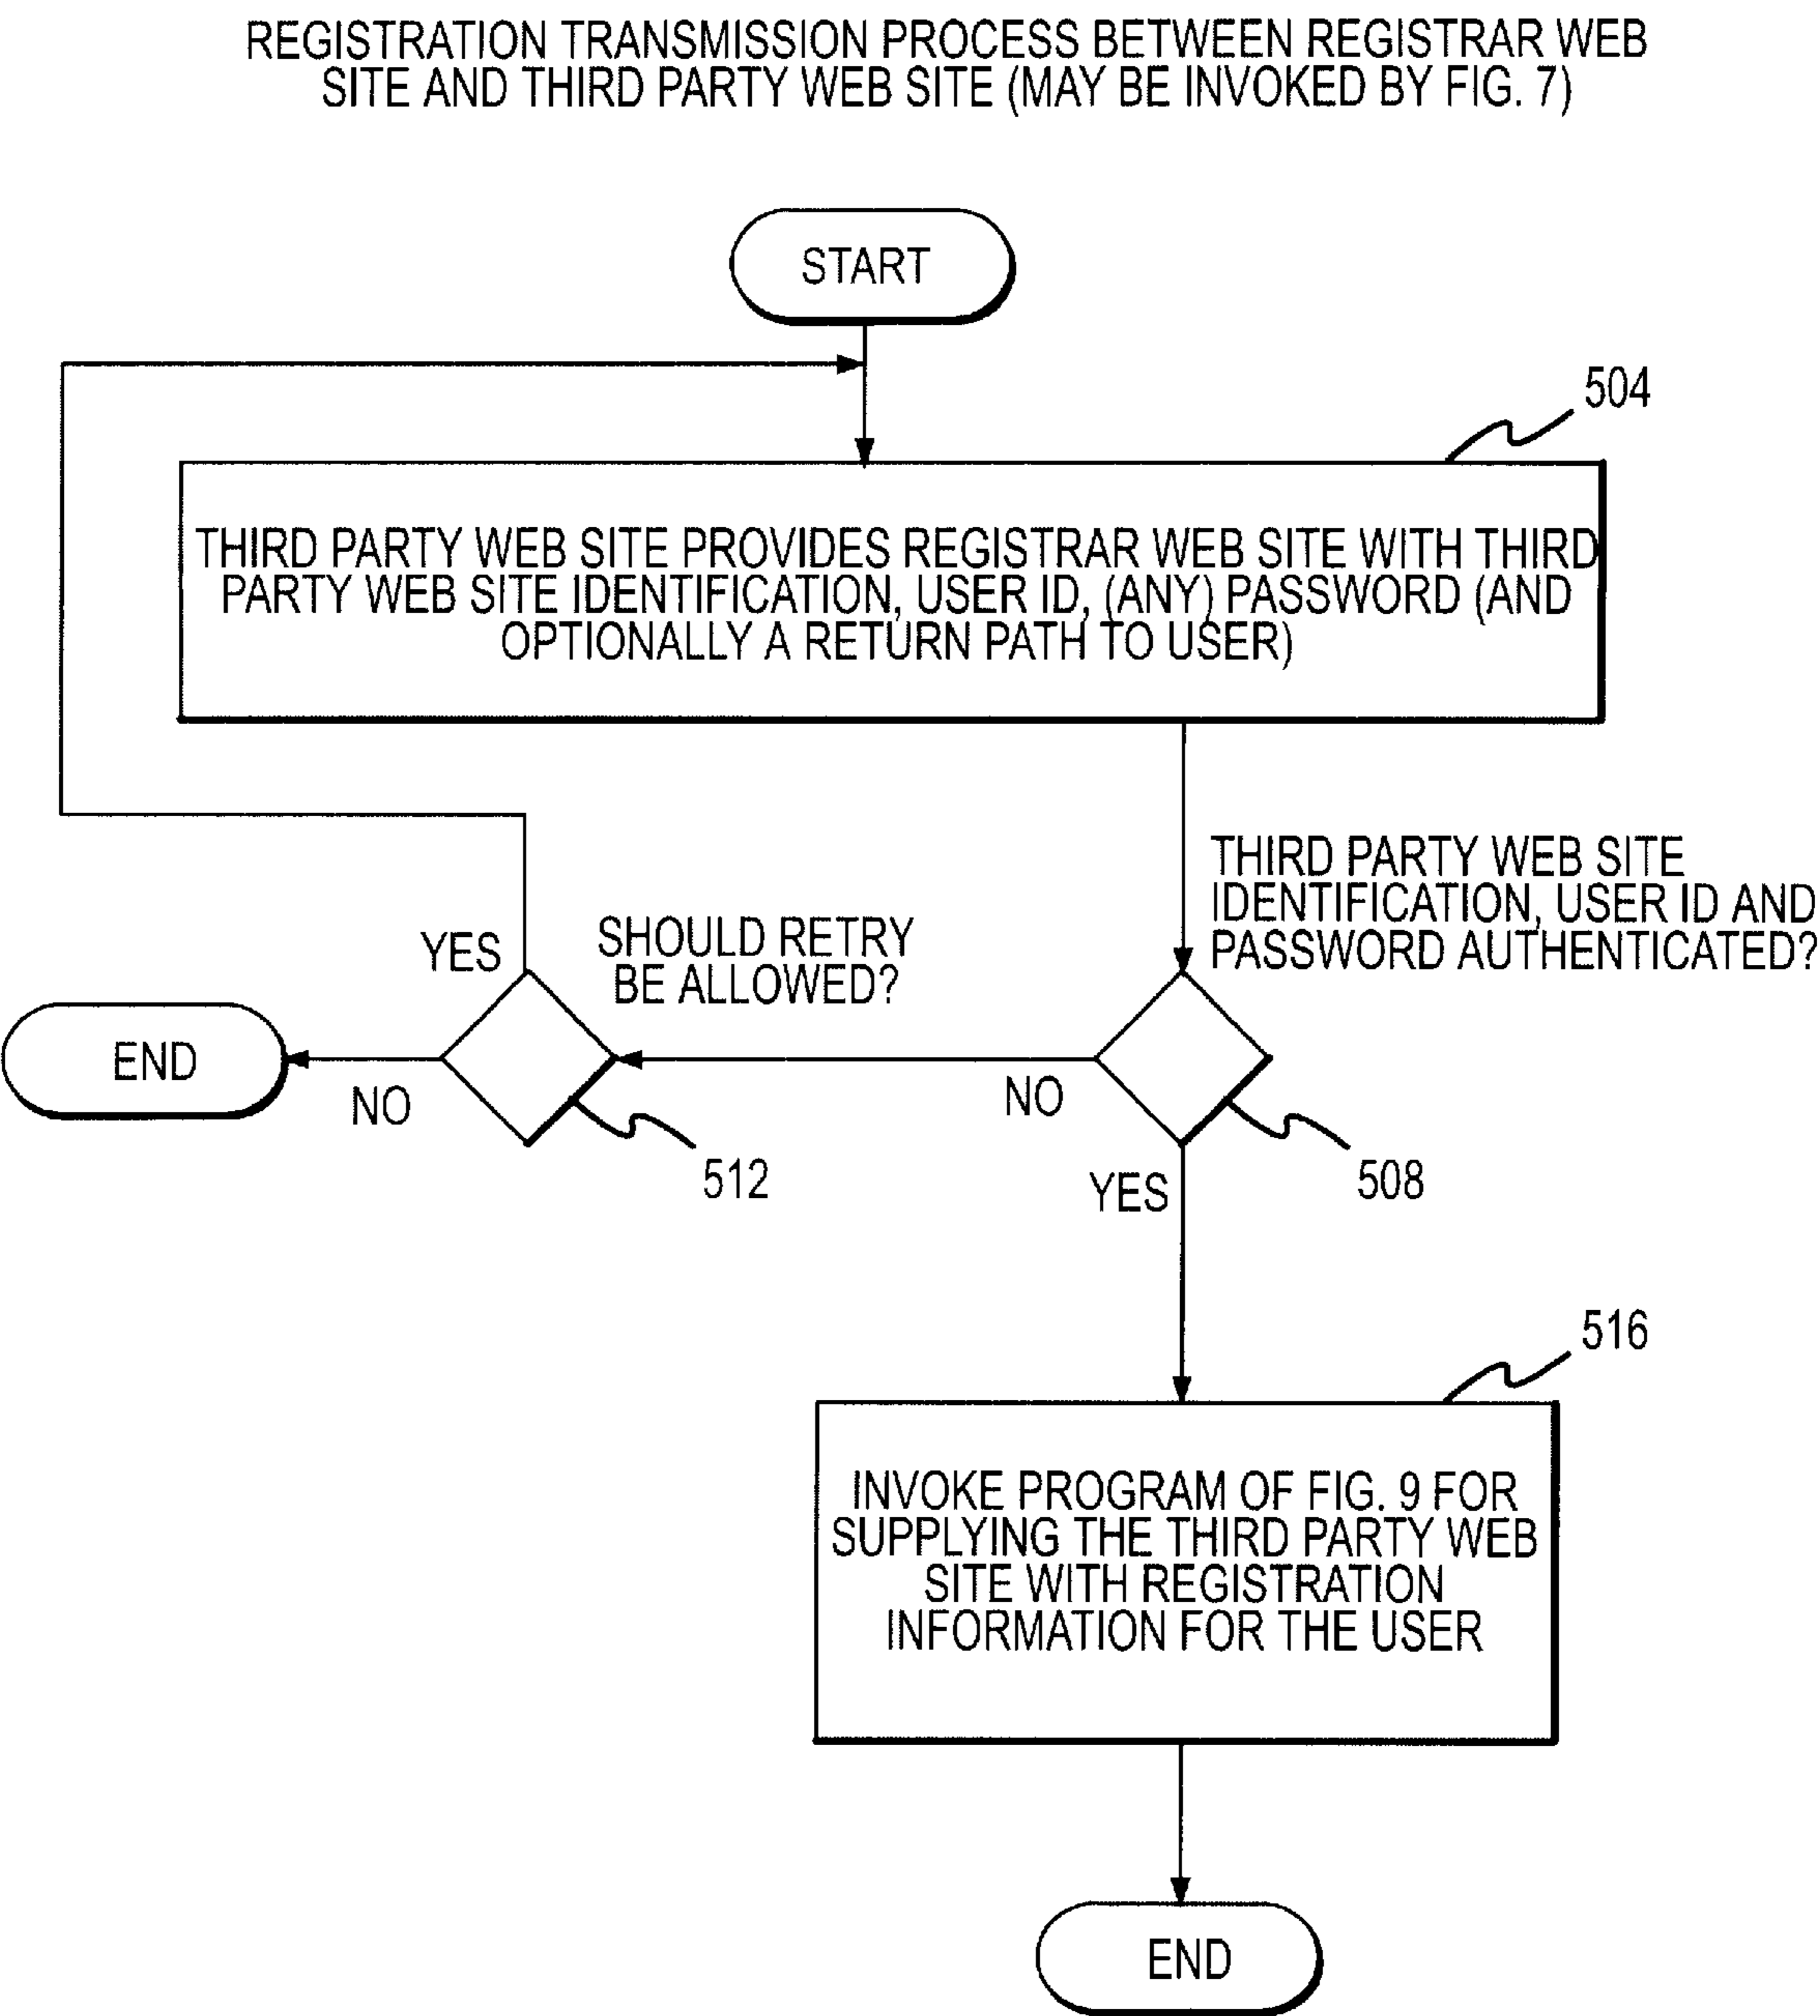 REGISTRATION TRANSMISSION PROCESS BETWEEN REGISTRAR WEB
SITE AND THIRD PARTY WEB SITE (MAY BE INVOKED BY FIG. 7)
START
504
THIRD PARTY WEB SITE PROVIDES REGISTRAR WEB SITE WITH THIRD
PARTY WEB SITE IDENTIFICATION, USER ID, (ANY) PASSWORD (AND
OPTIONALLY A RETURN PATH TO USER)
THIRD PARTY WEB SITE
IDENTIFICATION, USER ID AND
PASSWORD AUTHENTICATED?
SHOULD RETRY
BE ALLOWED?
YES
END
NO
NO
512
508
YES
516
INVOKE PROGRAM OF FIG. 9 FOR
SUPPLYING THE THIRD PARTY WEB
SITE WITH REGISTRATION
INFORMATION FOR THE USER
END